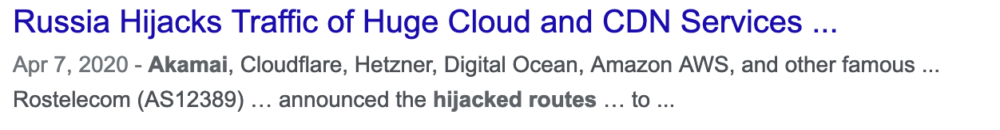 Russia Hijacks Traffic of Huge Cloud and CDN Services ...
Apr 7, 2020 - Akamai, Cloudflare, Hetzner, Digital Ocean, Amazon AWS, and other famous ...
Rostelecom (AS12389) … announced the hijacked routes … to ...